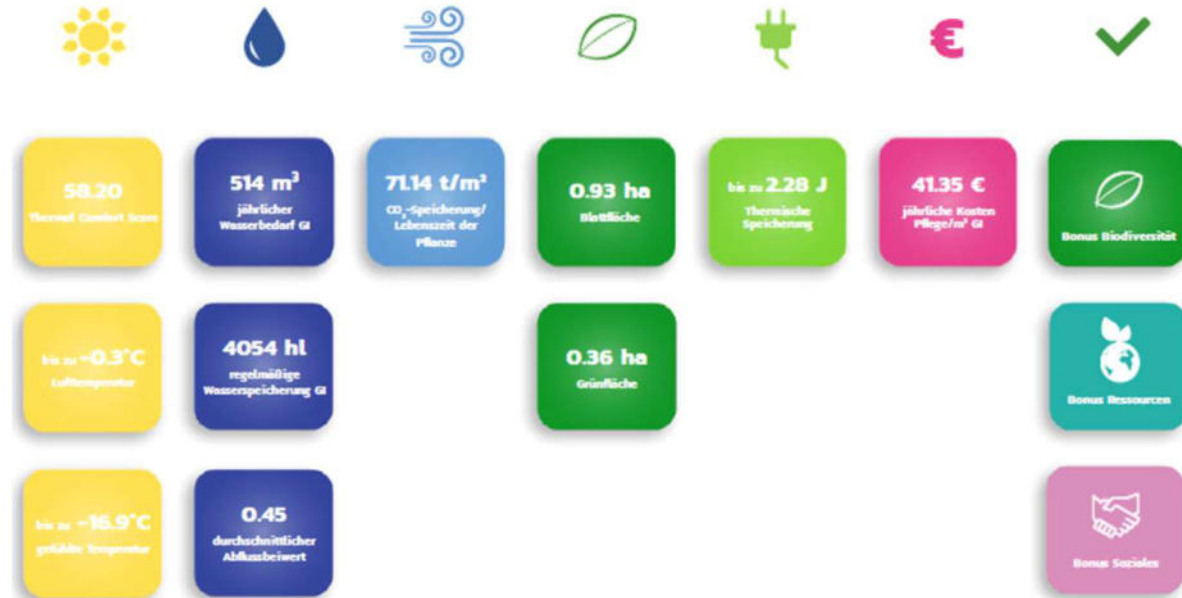 €
58.20
Thermal Comfort Score
514 m³
jährlicher
Wasserbedarf GI
71.14 t/m²
CO₂-Speicherung/
Lebenszeit der
Pflanze
0.93 ha
Blattfläche
bis zu 2.28 J
Thermische
Speicherung
41.35 €
jährliche Kosten
Pflege/m² GI
Bonus Biodiversität
bis zu -0.3°C
Lufttemperatur
4054 hl
regelmäßige
Wasserspeicherung GI
0.36 ha
Grünfläche
Bonus Ressourcen
bis zu -16.9°C
gefühlte Temperatur
0.45
durchschnittlicher
Abflussbeiwert
Bonus Soziales